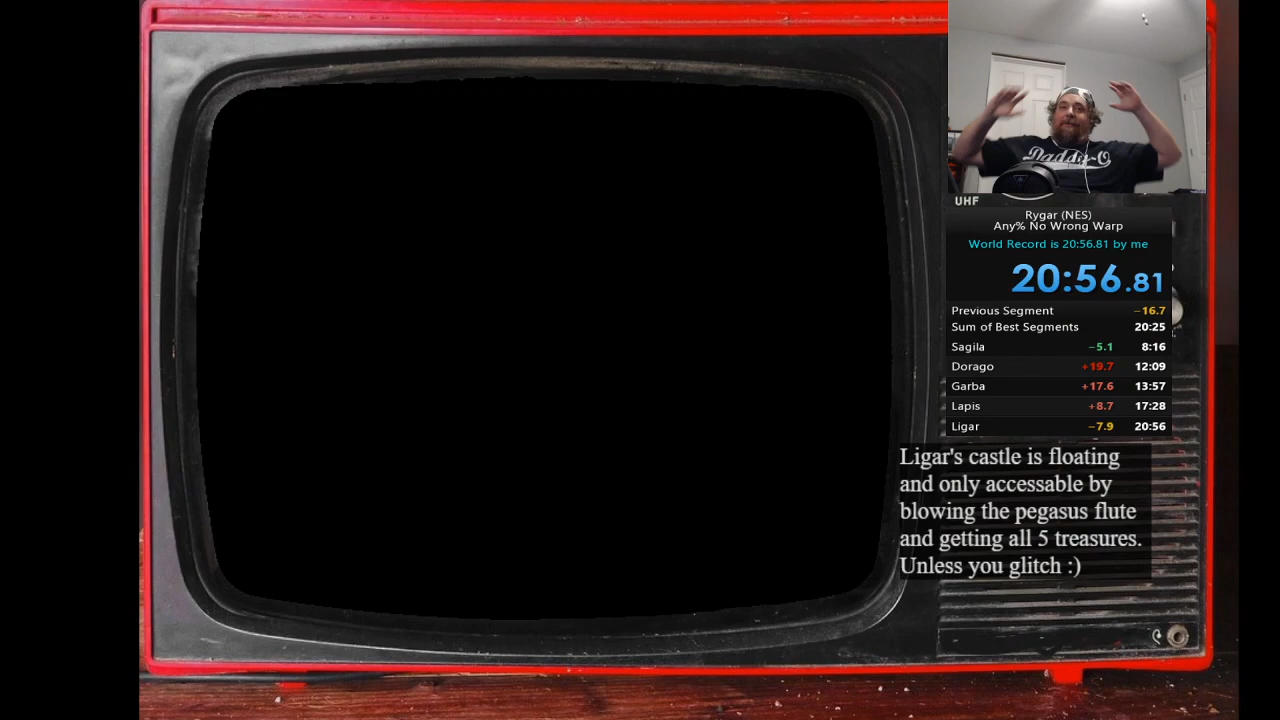 Daddy-O
UHF
Rygar (NES)
Any% No Wrong Warp
World Record is 20:56.81 by me
20:56.81
Previous Segment −16.7
Sum of Best Segments 20:25
Sagila −5.1 8:16
Dorago +19.7 12:09
Garba +17.6 13:57
Lapis +8.7 17:28
Ligar −7.9 20:56
Ligar's castle is floating
and only accessable by
blowing the pegasus flute
and getting all 5 treasures.
Unless you glitch :)